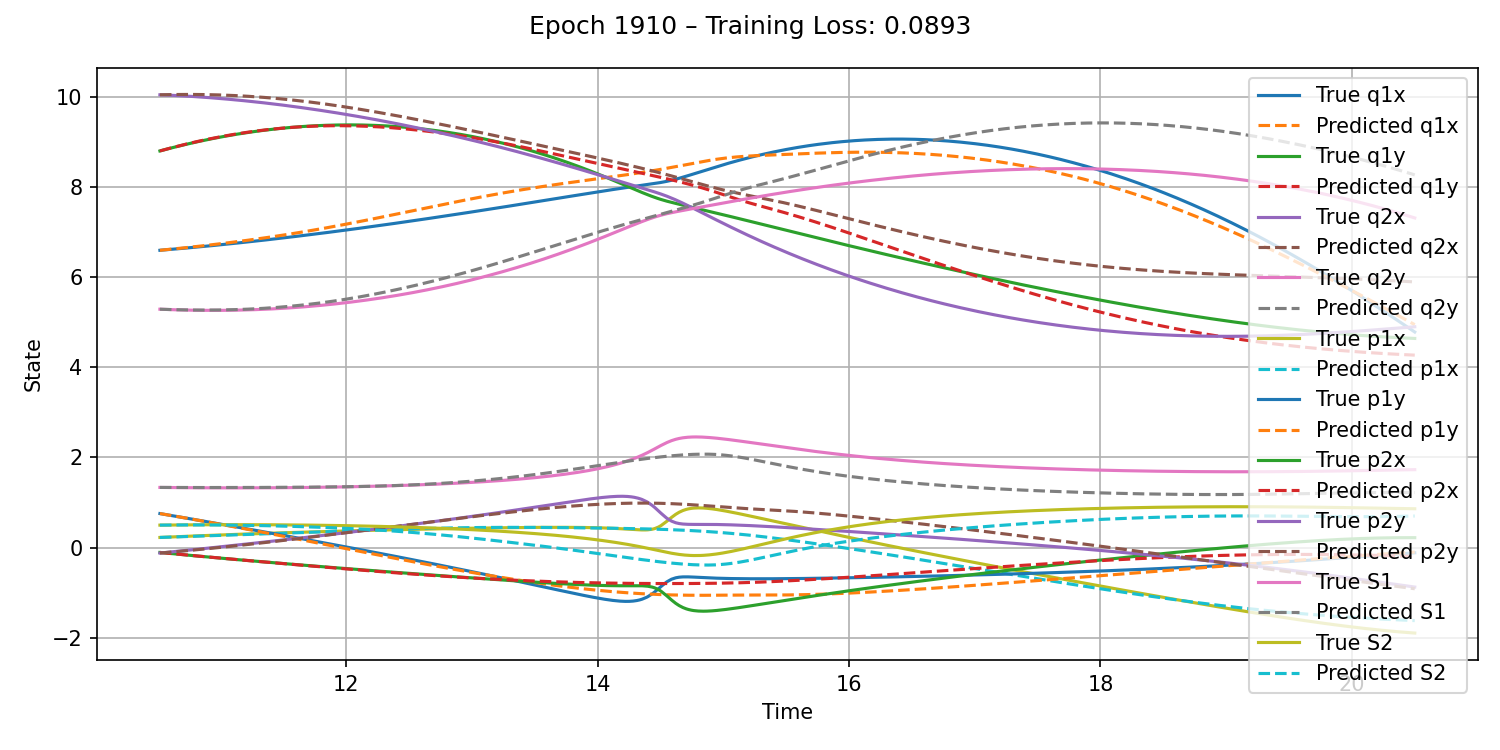 Epoch 1910 – Training Loss: 0.0893
10
8
6
4
2
0
−2
State
12
14
16
18
20
Time
True q1x
Predicted q1x
True q1y
Predicted q1y
True q2x
Predicted q2x
True q2y
Predicted q2y
True p1x
Predicted p1x
True p1y
Predicted p1y
True p2x
Predicted p2x
True p2y
Predicted p2y
True S1
Predicted S1
True S2
Predicted S2